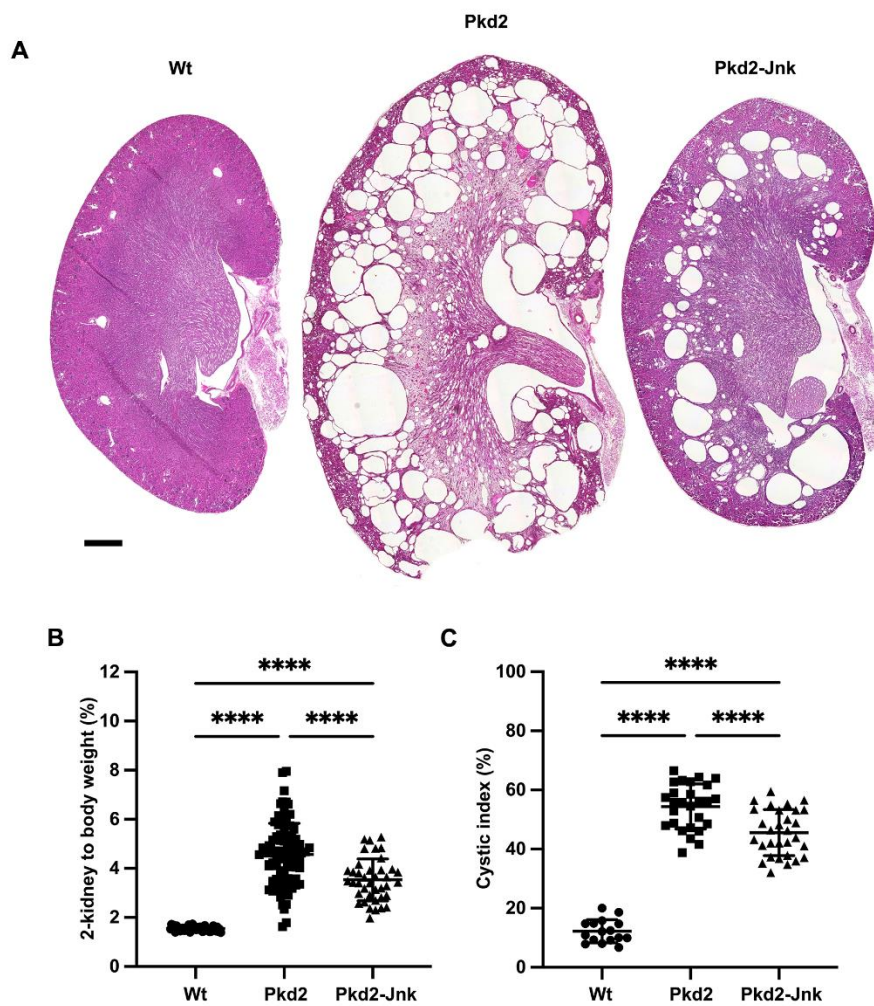 Pkd2
A
Wt
Pkd2-Jnk
B
C
2-kidney to body weight (%)
12
10
8
6
4
2
0
****
****
****
Wt
Pkd2
Pkd2-Jnk
Cystic index (%)
100
80
60
40
20
0
****
****
****
Wt
Pkd2
Pkd2-Jnk